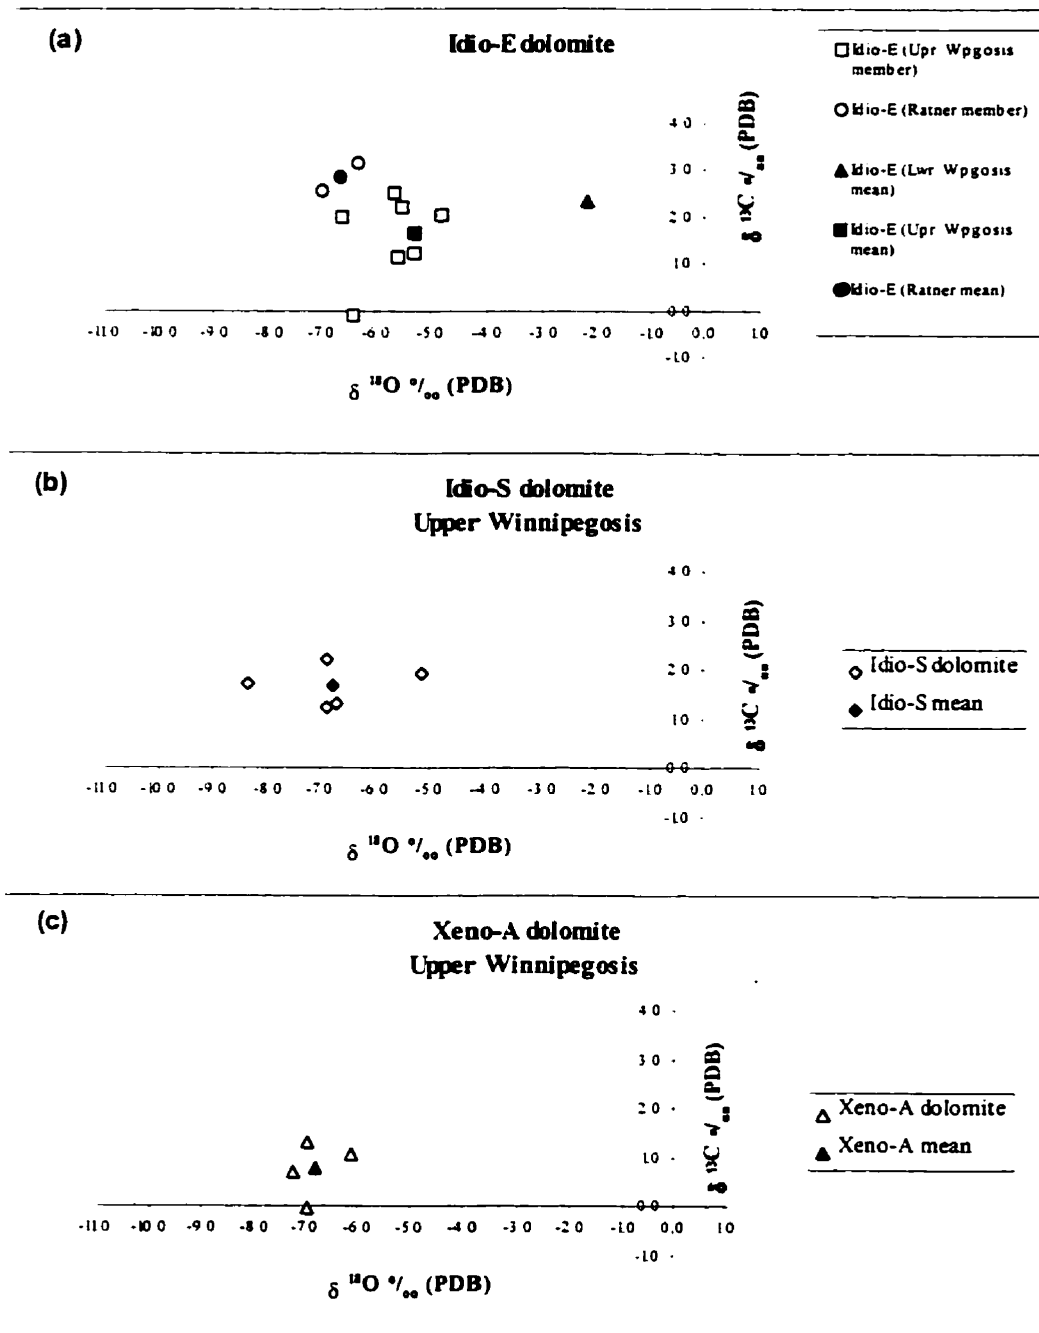 (a)
Idio-E dolomite
Idio-E (Upr Wpgosis
member)
Idio-E (Ratner member)
Idio-E (Lwr Wpgosis
mean)
Idio-E (Upr Wpgosis
mean)
Idio-E (Ratner mean)
4 0
3 0
2 0
1 0
0 0
-1 0
δ 13C o/oo (PDB)
-11 0 -10 0 -9 0 -8 0 -7 0 -6 0 -5 0 -4 0 -3 0 -2 0 -1 0 0.0 1 0
δ 18O o/oo (PDB)
(b)
Idio-S dolomite
Upper Winnipegosis
4 0
3 0
2 0
1 0
0 0
-1 0
δ 13C o/oo (PDB)
Idio-S dolomite
Idio-S mean
-11 0 -10 0 -8 0 -7 0 -6 0 -5 0 -4 0 -3 0 -2 0 -1 0 0.0 1 0
δ 18O o/oo (PDB)
(c)
Xeno-A dolomite
Upper Winnipegosis
4 0
3 0
2 0
1 0
0 0
-1 0
δ 13C o/oo (PDB)
Xeno-A dolomite
Xeno-A mean
-11 0 -10 0 -9 0 -8 0 -7 0 -6 0 -5 0 -4 0 -3 0 -2 0 -1 0 0.0 1 0
δ 18O o/oo (PDB)